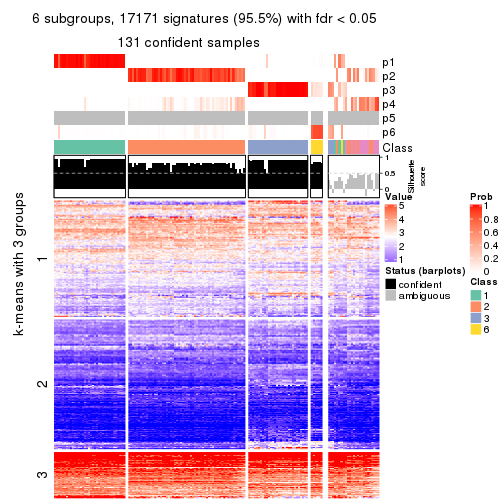 6 subgroups, 17171 signatures (95.5%) with fdr < 0.05
131 confident samples
p1
p2
p3
p4
p5
p6
Class
1
0.5
0
Silhouette
score
k-means with 3 groups
1
2
3
Value
5
4
3
2
1
Status (barplots)
confident
ambiguous
Prob
1
0.8
0.6
0.4
0.2
0
Class
1
2
3
6